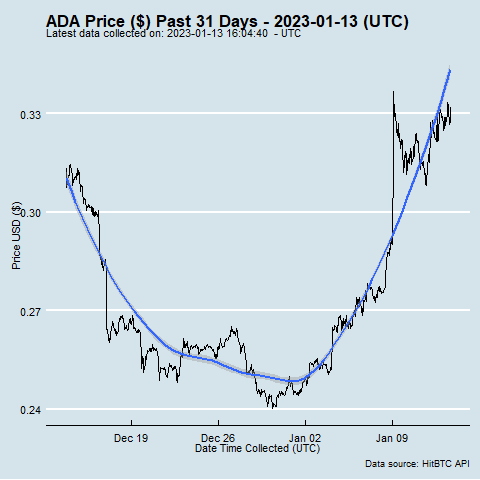 ADA Price ($) Past 31 Days - 2023-01-13 (UTC)
Latest data collected on: 2023-01-13 16:04:40 - UTC
0.33
0.30
0.27
0.24
Price USD ($)
Dec 19
Dec 26
Jan 02
Jan 09
Date Time Collected (UTC)
Data source: HitBTC API